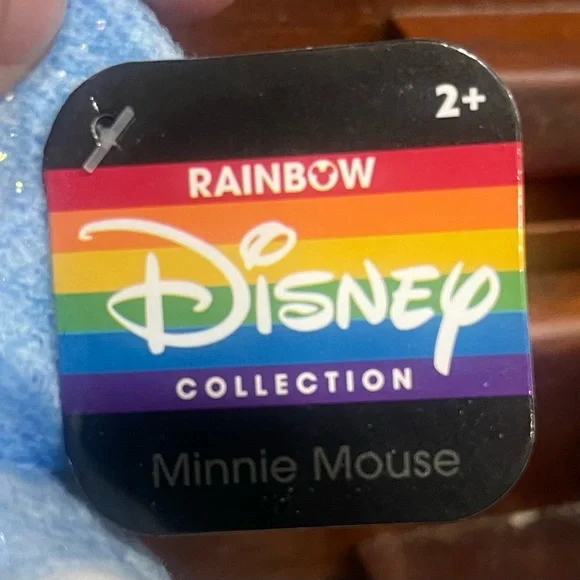 2+
RAINBOW
Disney
COLLECTION
Minnie Mouse